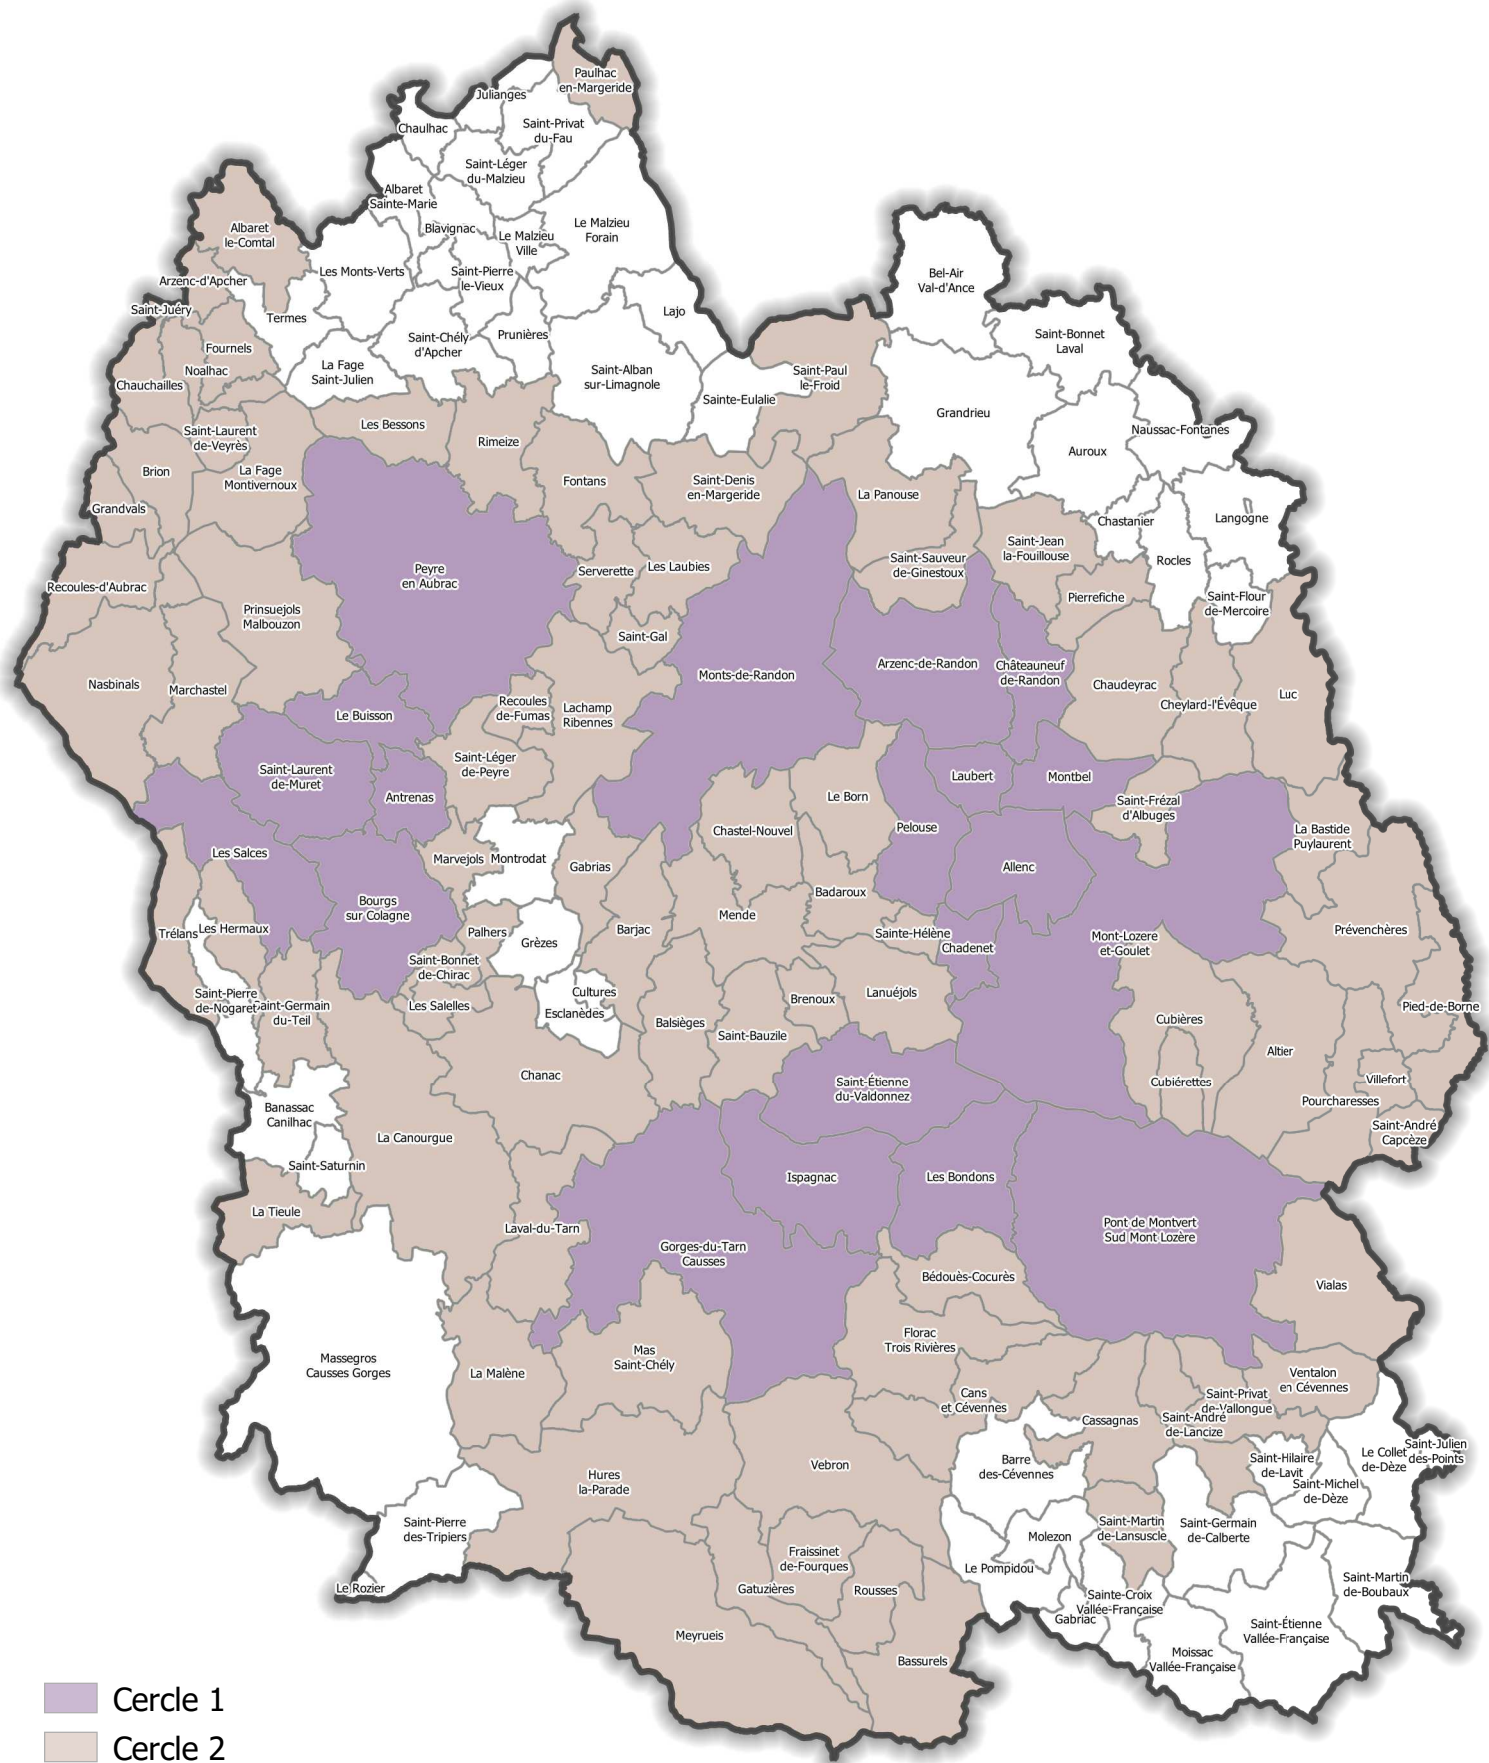 Paulhac
en-Margeride
Julianges
Chaulhac
Saint-Privat
du-Fau
Saint-Léger
du-Malzieu
Albaret
Sainte-Marie
Blavignac
Le Malzieu
Ville
Le Malzieu
Forain
Albaret
le-Comtal
Les Monts-Verts
Saint-Pierre
le-Vieux
Bel-Air
Val-d'Ance
Arzenc-d'Apcher
Saint-Juéry
Termes
Lajo
Saint-Chély
d'Apcher
Prunières
Saint-Bonnet
Laval
Fournels
Noalhac
La Fage
Saint-Julien
Saint-Alban
sur-Limagnole
Saint-Paul
le-Froid
Chauchailles
Sainte-Eulalie
Grandrieu
Les Bessons
Rimeize
Naussac-Fontanes
Saint-Laurent
de-Veyrès
Auroux
Brion
La Fage
Montivernoux
Fontans
Saint-Denis
en-Margeride
La Panouse
Grandvals
Chastanier
Langogne
Peyre
en Aubrac
Serverette
Les Laubies
Saint-Sauveur
de-Ginestoux
Saint-Jean
la-Fouillouse
Rocles
Recoules-d'Aubrac
Pierrefiche
Saint-Flour
de-Mercoire
Prinsuejols
Malbouzon
Saint-Gal
Nasbinals
Marchastel
Monts-de-Randon
Arzenc-de-Randon
Châteauneuf
de-Randon
Chaudeyrac
Cheylard-l'Évêque
Luc
Le Buisson
Recoules
de-Fumas
Lachamp
Ribennes
Saint-Laurent
de-Muret
Antrenas
Saint-Léger
de-Peyre
Laubert
Montbel
Le Born
Saint-Frézal
d'Albuges
Chastel-Nouvel
Pelouse
La Bastide
Puylaurent
Les Salces
Marvejols
Montrodat
Gabrias
Allenc
Bourgs
sur Colagne
Badaroux
Mende
Trélans
Les Hermaux
Palhers
Grèzes
Barjac
Sainte-Hélène
Chadenet
Mont-Lozere
et-Goulet
Prévenchères
Saint-Bonnet
de-Chirac
Saint-Pierre
de-Nogaret
Saint-Germain
du-Teil
Les Salelles
Cultures
Esclanèdes
Balsièges
Saint-Bauzile
Brenoux
Lanuéjols
Cubières
Pied-de-Borne
Altier
Chanac
Saint-Étienne
du-Valdonnez
Cubiérettes
Villefort
Pourcharesses
Banassac
Canilhac
La Canourgue
Saint-André
Capcèze
Saint-Saturnin
Ispagnac
Les Bondons
La Tieule
Laval-du-Tarn
Gorges-du-Tarn
Causses
Pont de Montvert
Sud Mont Lozère
Bédouès-Cocurès
Vialas
Massegros
Causses Gorges
La Malène
Mas
Saint-Chély
Florac
Trois Rivières
Cans
et Cévennes
Cassagnas
Ventalon
en Cévennes
Saint-Privat
de-Vallongue
Saint-André
de-Lancize
Hures
la-Parade
Vebron
Barre
des-Cévennes
Saint-Hilaire
de-Lavit
Le Collet
de-Dèze
Saint-Julien
des-Points
Saint-Michel
de-Dèze
Saint-Pierre
des-Tripiers
Molezon
Saint-Martin
de-Lansuscle
Saint-Germain
de-Calberte
Le Rozier
Fraissinet
de-Fourques
Gatuzières
Rousses
Le Pompidou
Sainte-Croix
Vallée-Française
Gabriac
Saint-Martin
de-Boubaux
Meyrueis
Bassurels
Moissac
Vallée-Française
Saint-Étienne
Vallée-Française
Cercle 1
Cercle 2